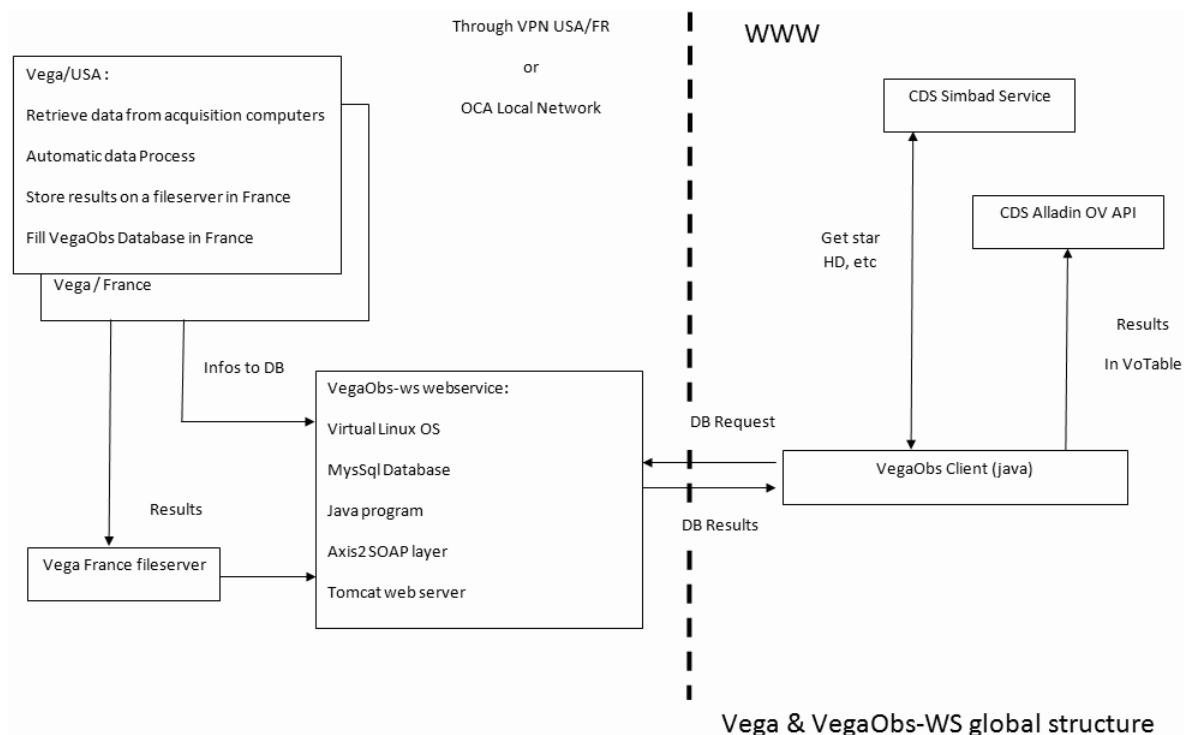 Through VPN USA/FR
or
OCA Local Network
WWW
Vega/USA :
Retrieve data from acquisition computers
Automatic data Process
Store results on a fileserver in France
Fill VegaObs Database in France
Vega / France
CDS Simbad Service
CDS Alladin OV API
Get star
HD, etc
Results
In VoTable
Infos to DB
VegaObs-ws webservice:
Virtual Linux OS
MysSql Database
Java program
Axis2 SOAP layer
Tomcat web server
DB Request
VegaObs Client (java)
DB Results
Results
Vega France fileserver
Vega & VegaObs-WS global structure